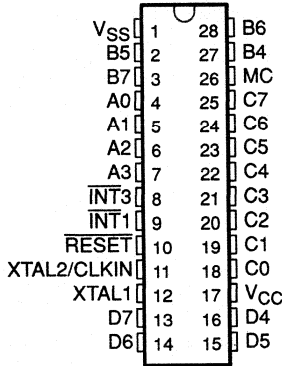 VSS 1 28 B6
B5 2 27 B4
B7 3 26 MC
A0 4 25 C7
A1 5 24 C6
A2 6 23 C5
A3 7 22 C4
INT3 8 21 C3
INT1 9 20 C2
RESET 10 19 C1
XTAL2/CLKIN 11 18 C0
XTAL1 12 17 VCC
D7 13 16 D4
D6 14 15 D5